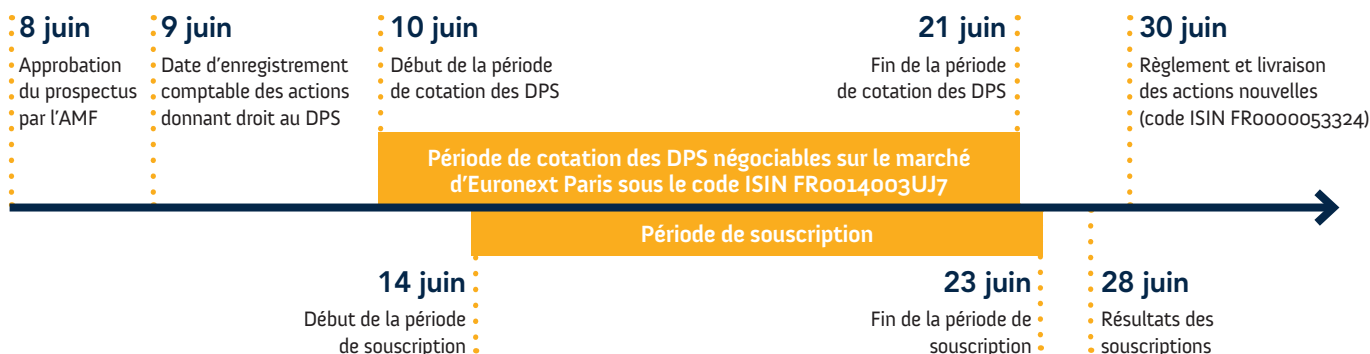 8 juin
Approbation
du prospectus
par l'AMF
9 juin
Date d'enregistrement
comptable des actions
donnant droit au DPS
10 juin
Début de la période
de cotation des DPS
21 juin
Fin de la période
de cotation des DPS
30 juin
Règlement et livraison
des actions nouvelles
(code ISIN FR0000053324)
Période de cotation des DPS négociables sur le marché
d'Euronext Paris sous le code ISIN FR0014003UJ7
Période de souscription
14 juin
Début de la période
de souscription
23 juin
Fin de la période de
souscription
28 juin
Résultats des
souscriptions